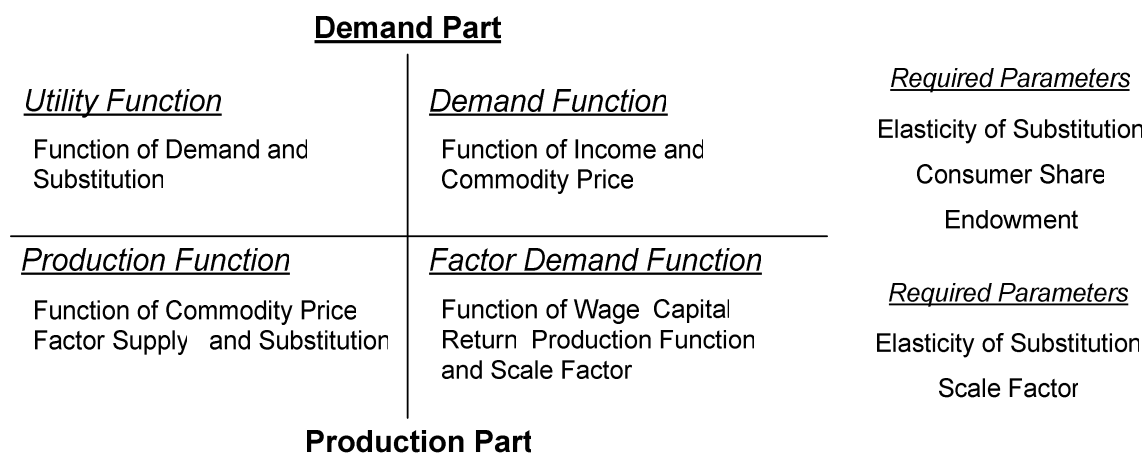 Demand Part
Utility Function
Function of Demand and
Substitution
Demand Function
Function of Income and
Commodity Price
Required Parameters
Elasticity of Substitution
Consumer Share
Endowment
Production Function
Function of Commodity Price
Factor Supply and Substitution
Factor Demand Function
Function of Wage Capital
Return Production Function
and Scale Factor
Required Parameters
Elasticity of Substitution
Scale Factor
Production Part